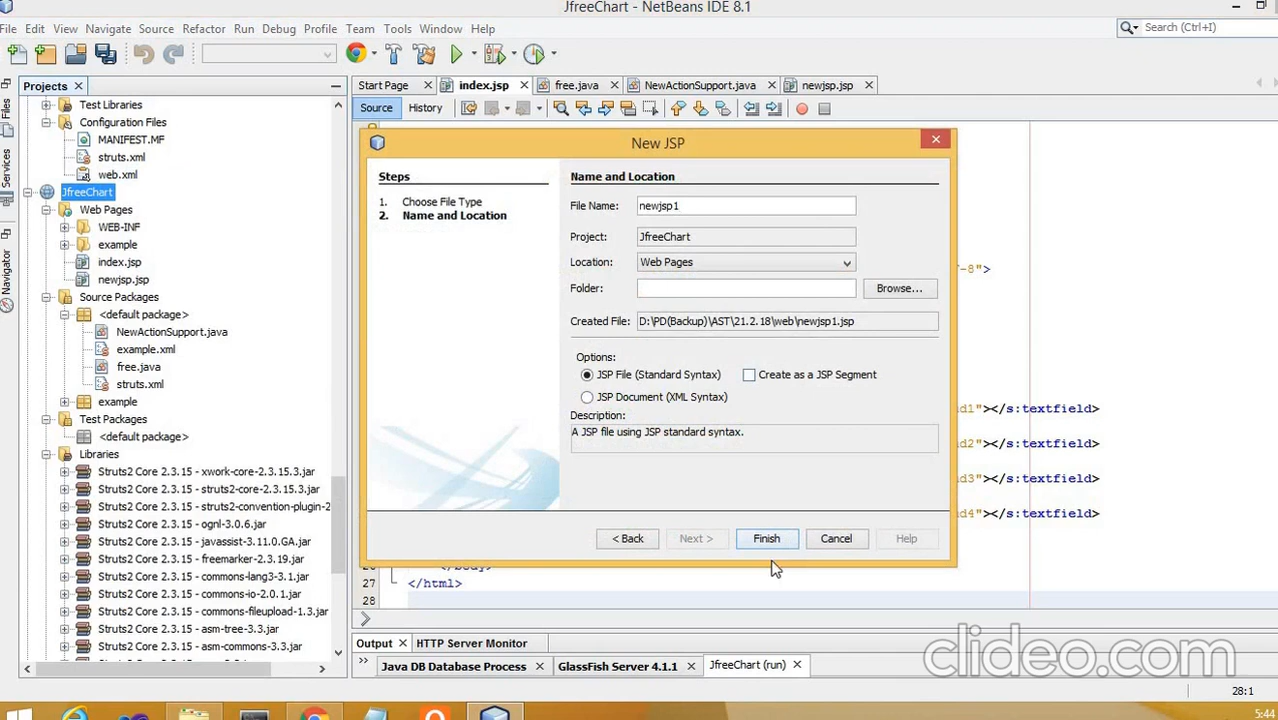 JfreeChart - NetBeans IDE 8.1
File Edit View Navigate Source Refactor Run Debug Profile Team Tools Window Help
Search (Ctrl+I)
Projects
Start Page index.jsp free.java NewActionSupport.java newjsp.jsp
Source History
Files
Services
Navigator
Test Libraries
Configuration Files
MANIFEST.MF
struts.xml
web.xml
JfreeChart
Web Pages
WEB-INF
example
index.jsp
newjsp.jsp
Source Packages
<default package>
NewActionSupport.java
example.xml
free.java
struts.xml
example
Test Packages
<default package>
Libraries
Struts2 Core 2.3.15 - xwork-core-2.3.15.3.jar
Struts2 Core 2.3.15 - struts2-core-2.3.15.3.jar
Struts2 Core 2.3.15 - struts2-convention-plugin-2
Struts2 Core 2.3.15 - ognl-3.0.6.jar
Struts2 Core 2.3.15 - javassist-3.11.0.GA.jar
Struts2 Core 2.3.15 - freemarker-2.3.19.jar
Struts2 Core 2.3.15 - commons-lang3-3.1.jar
Struts2 Core 2.3.15 - commons-io-2.0.1.jar
Struts2 Core 2.3.15 - commons-fileupload-1.3.jar
Struts2 Core 2.3.15 - asm-tree-3.3.jar
Struts2 Core 2.3.15 - asm-commons-3.3.jar
New JSP
Steps
1. Choose File Type
2. Name and Location
Name and Location
File Name: newjsp1
Project: JfreeChart
Location: Web Pages
Folder: Browse...
Created File: D:\PD(Backup)\AST\21.2.18\web\newjsp1.jsp
Options:
JSP File (Standard Syntax) Create as a JSP Segment
JSP Document (XML Syntax)
Description:
A JSP file using JSP standard syntax.
< Back Next > Finish Cancel Help
-8">
d1"></s:textfield>
d2"></s:textfield>
d3"></s:textfield>
d4"></s:textfield>
27 </html>
28
Output HTTP Server Monitor
Java DB Database Process GlassFish Server 4.1.1 JfreeChart (run)
clideo.com
28:1
5:44